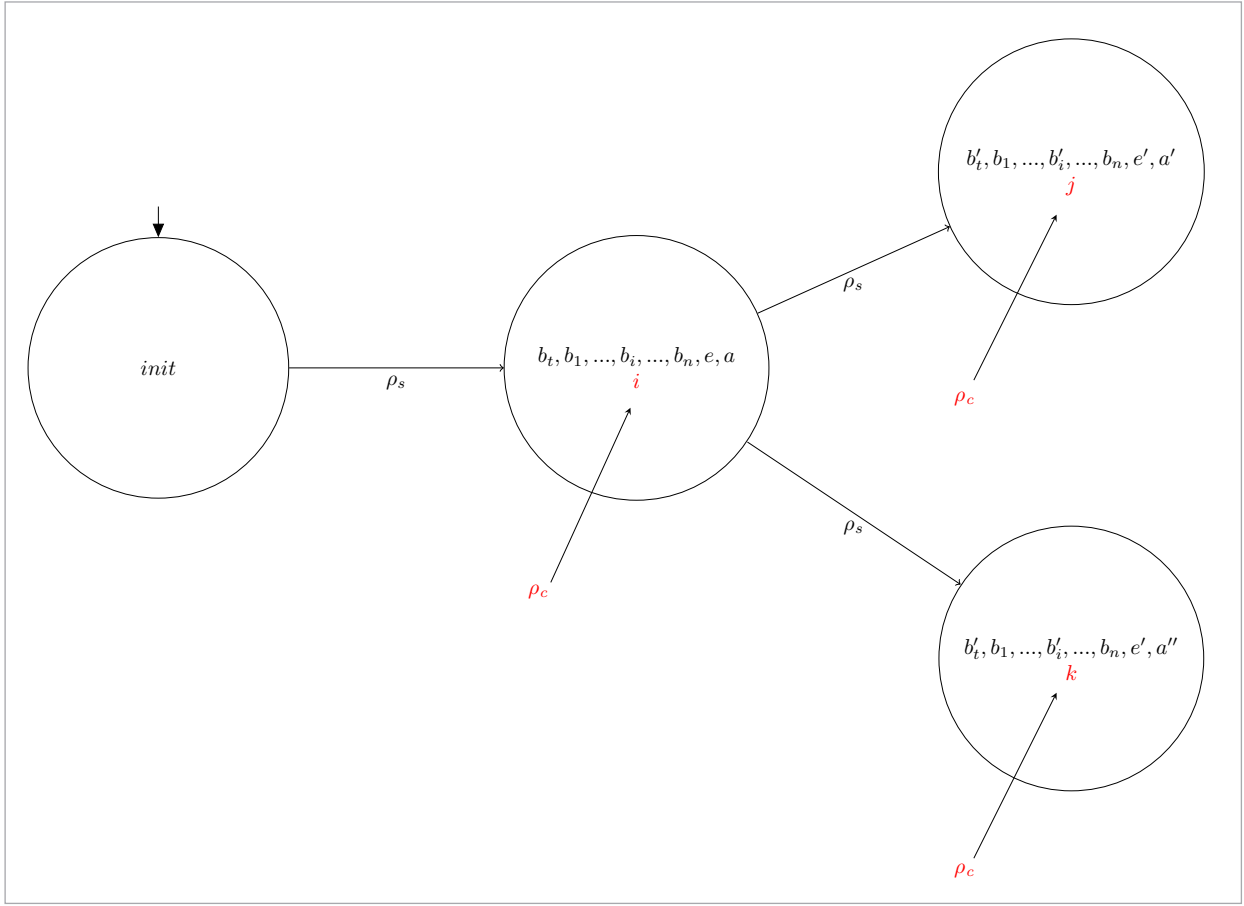 init
ρ_s
b_t, b_1, ..., b_i, ..., b_n, e, a
i
ρ_c
ρ_s
b′_t, b_1, ..., b′_i, ..., b_n, e′, a′
j
ρ_c
ρ_s
b′_t, b_1, ..., b′_i, ..., b_n, e′, a′′
k
ρ_c